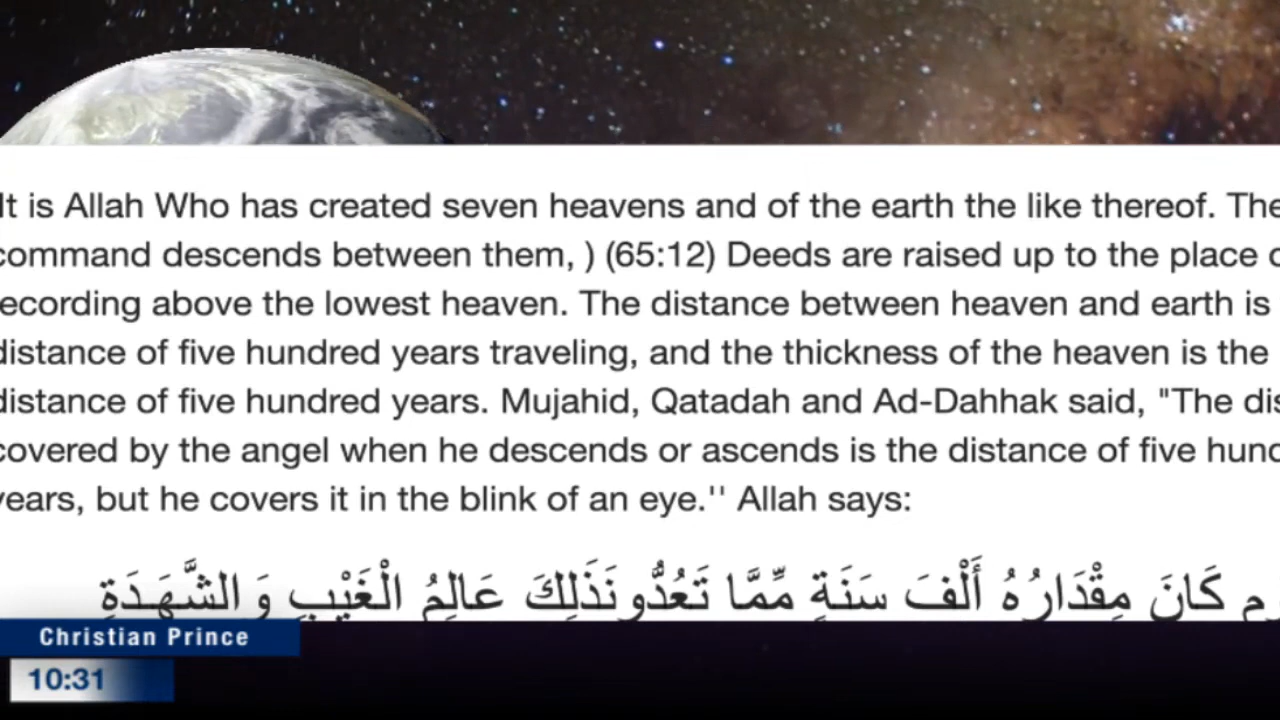 It is Allah Who has created seven heavens and of the earth the like thereof. The
command descends between them, ) (65:12) Deeds are raised up to the place o
recording above the lowest heaven. The distance between heaven and earth is
distance of five hundred years traveling, and the thickness of the heaven is the
distance of five hundred years. Mujahid, Qatadah and Ad-Dahhak said, "The dis
covered by the angel when he descends or ascends is the distance of five hund
years, but he covers it in the blink of an eye.'' Allah says:
كَانَ مِقْدَارُهُ أَلْفَ سَنَةٍ مِّمَّا تَعُدُّونَذَلِكَ عَالِمُ الْغَيْبِ وَالشَّهَـدَةِ
Christian Prince
10:31